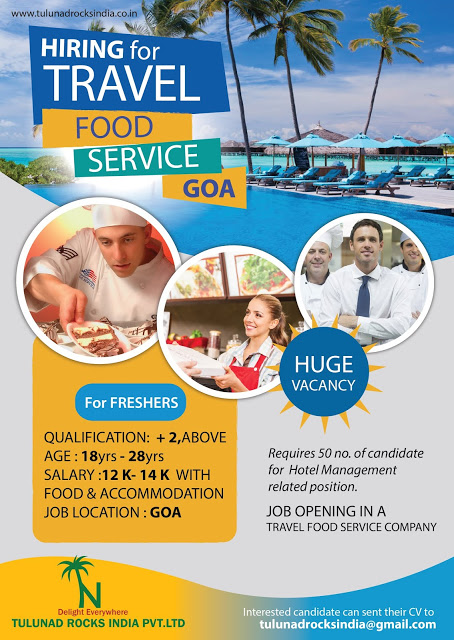 www.tulunadrocksindia.co.in
HIRING for
TRAVEL
FOOD
SERVICE
GOA
HUGE
VACANCY
For FRESHERS
QUALIFICATION: + 2,ABOVE
AGE : 18yrs - 28yrs
SALARY :12 K- 14 K WITH
FOOD & ACCOMMODATION
JOB LOCATION : GOA
Requires 50 no. of candidate
for Hotel Management
related position.
JOB OPENING IN A
TRAVEL FOOD SERVICE COMPANY
N
Delight Everywhere
TULUNAD ROCKS INDIA PVT.LTD
Interested candidate can sent their CV to
tulunadrocksindia@gmail.com